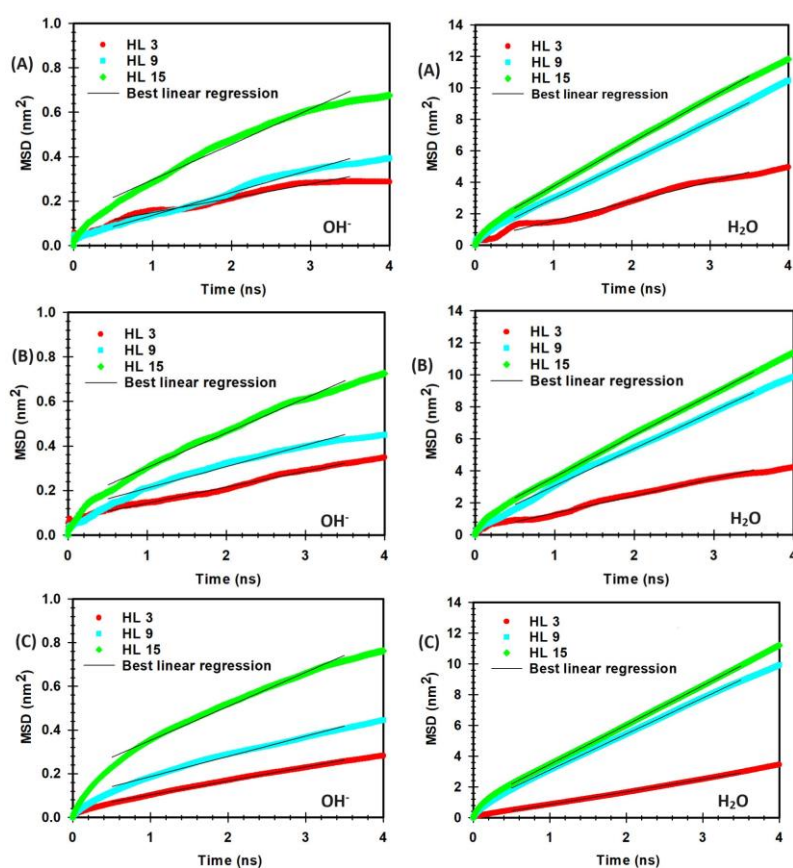 (A)
MSD (nm²)
1.0
0.8
0.6
0.4
0.2
0.0
HL 3
HL 9
HL 15
Best linear regression
OH⁻
0 1 2 3 4
Time (ns)
(A)
MSD (nm²)
14
12
10
8
6
4
2
0
HL 3
HL 9
HL 15
Best linear regression
H₂O
0 1 2 3 4
Time (ns)
(B)
MSD (nm²)
1.0
0.8
0.6
0.4
0.2
0.0
HL 3
HL 9
HL 15
Best linear regression
OH⁻
0 1 2 3 4
Time (ns)
(B)
MSD (nm²)
14
12
10
8
6
4
2
0
HL 3
HL 9
HL 15
Best linear regression
H₂O
0 1 2 3 4
Time (ns)
(C)
MSD (nm²)
1.0
0.8
0.6
0.4
0.2
0.0
HL 3
HL 9
HL 15
Best linear regression
OH⁻
0 1 2 3 4
Time (ns)
(C)
MSD (nm²)
14
12
10
8
6
4
2
0
HL 3
HL 9
HL 15
Best linear regression
H₂O
0 1 2 3 4
Time (ns)